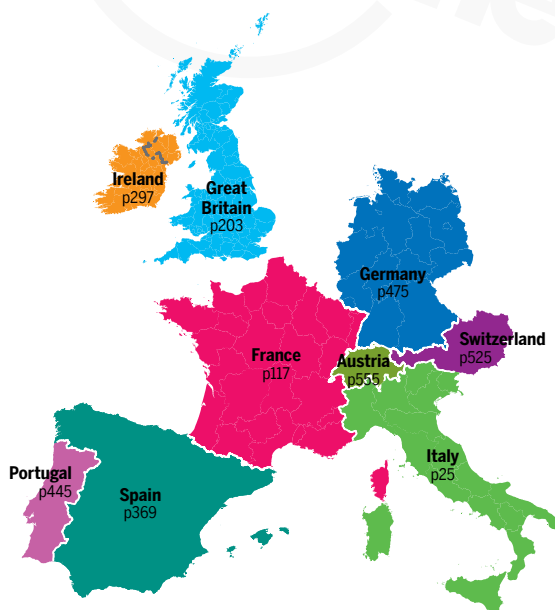 Ireland
p297
Great
Britain
p203
Germany
p475
Switzerland
p525
France
p117
Austria
p555
Italy
p25
Portugal
p445
Spain
p369